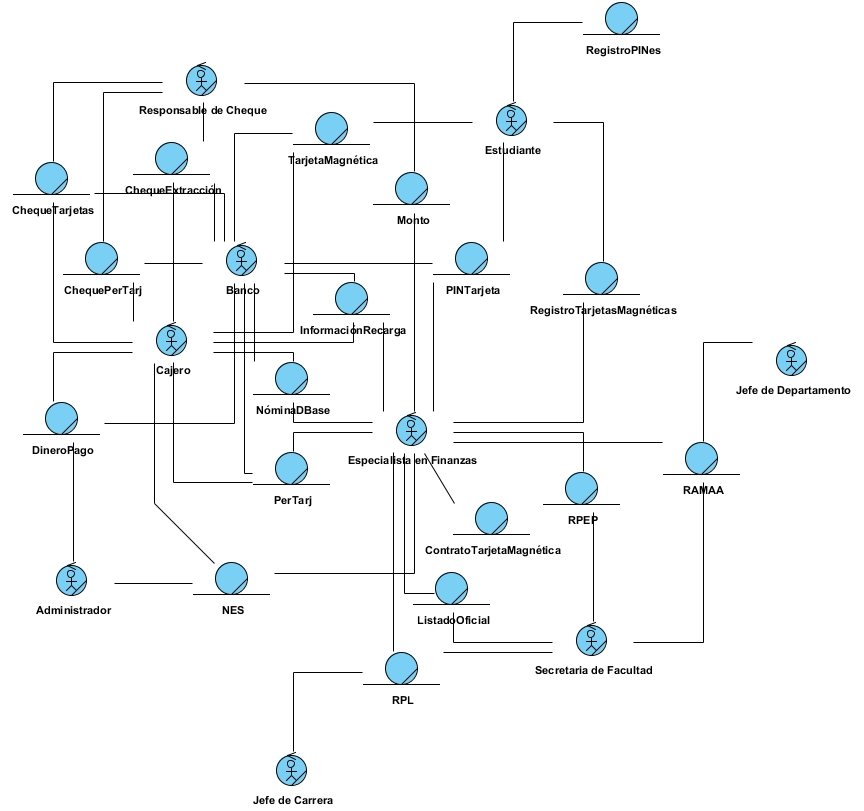 RegistroPINes
Responsable de Cheque
Estudiante
TarjetaMagnética
ChequeExtracción
ChequeTarjetas
Monto
ChequePerTarj
Banco
PINTarjeta
InformaciónRecarga
RegistroTarjetasMagnéticas
Cajero
Jefe de Departamento
NóminaDBase
DineroPago
Especialista en Finanzas
PerTarj
RAMAA
RPEP
ContratoTarjetaMagnética
Administrador
NES
ListadoOficial
Secretaria de Facultad
RPL
Jefe de Carrera